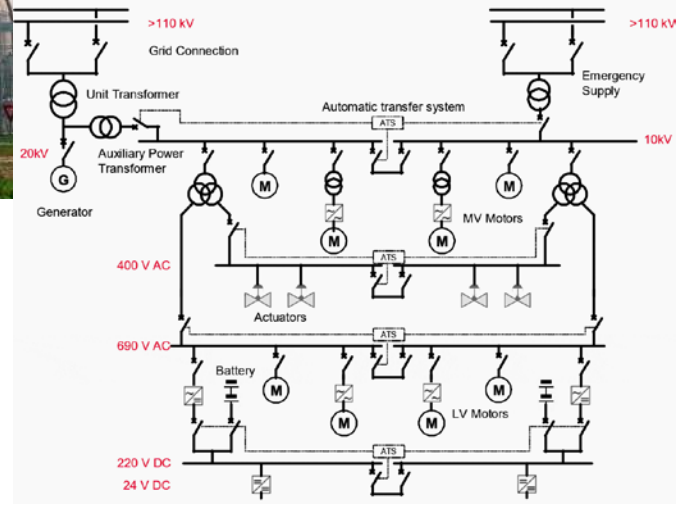 >110 kV
>110 kV
Grid Connection
Emergency
Supply
Unit Transformer
Automatic transfer system
ATS
20kV
Auxiliary Power
Transformer
10kV
G
M
M
Generator
MV Motors
M
M
ATS
400 V AC
Actuators
ATS
690 V AC
Battery
M
M
M
M
LV Motors
ATS
220 V DC
24 V DC